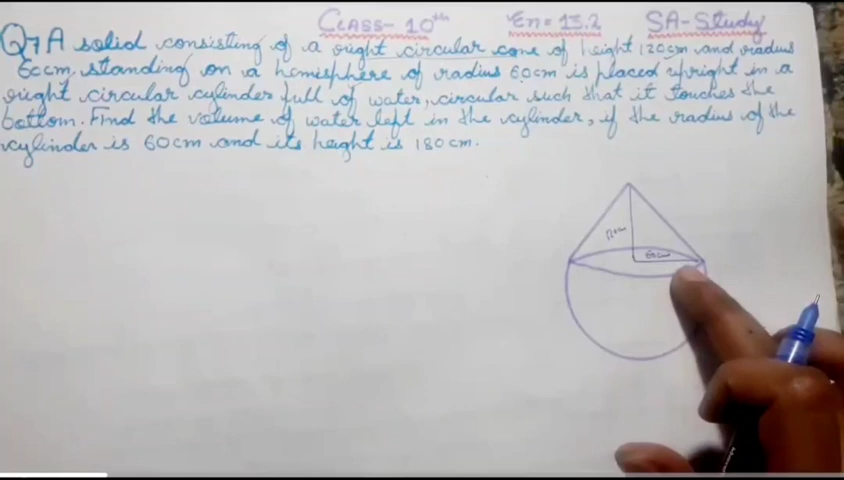 CLASS-10th Ex= 13.2 SA-Study
Q7 A solid consisting of a right circular cone of height 120cm and radius
60cm, standing on a hemisphere of radius 60cm is placed upright in a
right circular cylinder full of water, circular such that it touches the
bottom. Find the volume of water left in the cylinder, if the radius of the
cylinder is 60cm and its height is 180cm.
120cm
60cm